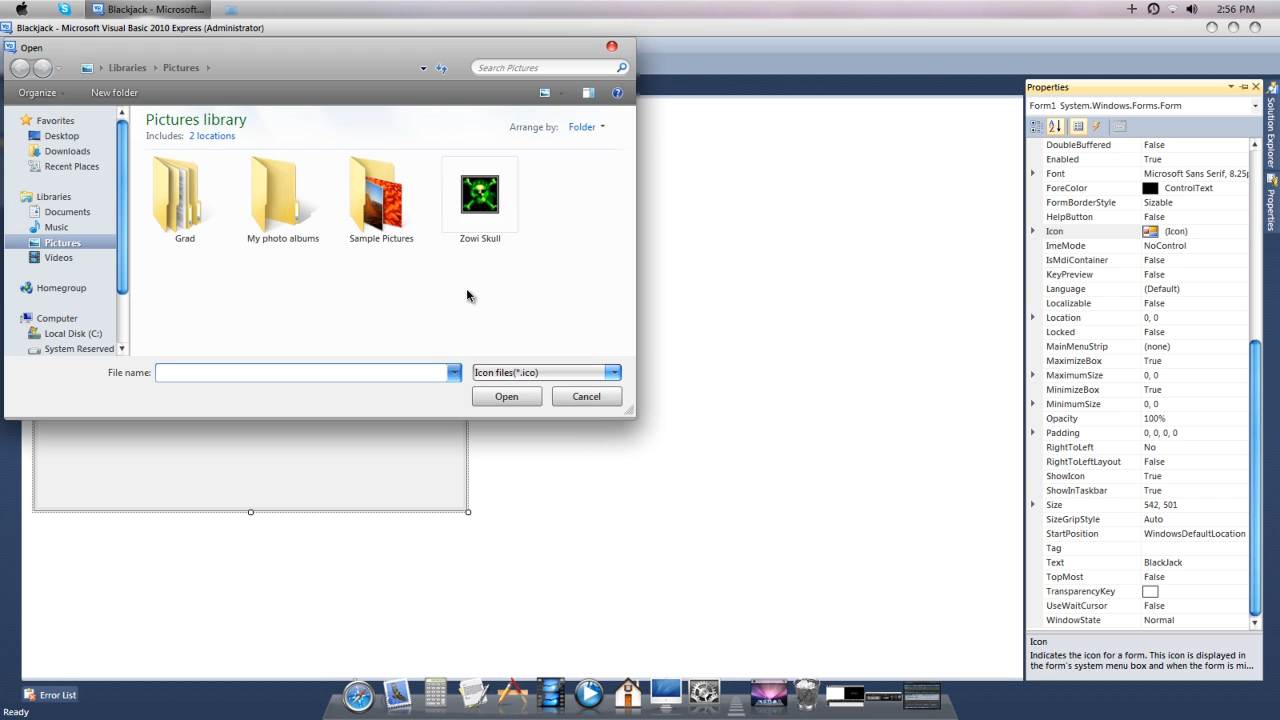 Blackjack - Microsoft...
2:56 PM
Blackjack - Microsoft Visual Basic 2010 Express (Administrator)
Open
Libraries
Pictures
Search Pictures
Organize
New folder
Favorites
Desktop
Downloads
Recent Places
Libraries
Documents
Music
Pictures
Videos
Homegroup
Computer
Local Disk (C:)
System Reserved
Pictures library
Includes: 2 locations
Arrange by: Folder
Grad
My photo albums
Sample Pictures
Zowi Skull
File name:
Icon files(*.ico)
Open
Cancel
Properties
Form1 System.Windows.Forms.Form
DoubleBuffered False
Enabled True
Font Microsoft Sans Serif, 8.25p
ForeColor ControlText
FormBorderStyle Sizable
HelpButton False
Icon (Icon)
ImeMode NoControl
IsMdiContainer False
KeyPreview False
Language (Default)
Localizable False
Location 0, 0
Locked False
MainMenuStrip (none)
MaximizeBox True
MaximumSize 0, 0
MinimizeBox True
MinimumSize 0, 0
Opacity 100%
Padding 0, 0, 0, 0
RightToLeft No
RightToLeftLayout False
ShowIcon True
ShowInTaskbar True
Size 542, 501
SizeGripStyle Auto
StartPosition WindowsDefaultLocation
Tag
Text BlackJack
TopMost False
TransparencyKey
UseWaitCursor False
WindowState Normal
Icon
Indicates the icon for a form. This icon is displayed in
the form's system menu box and when the form is mi...
Solution Explorer
Properties
Error List
Ready